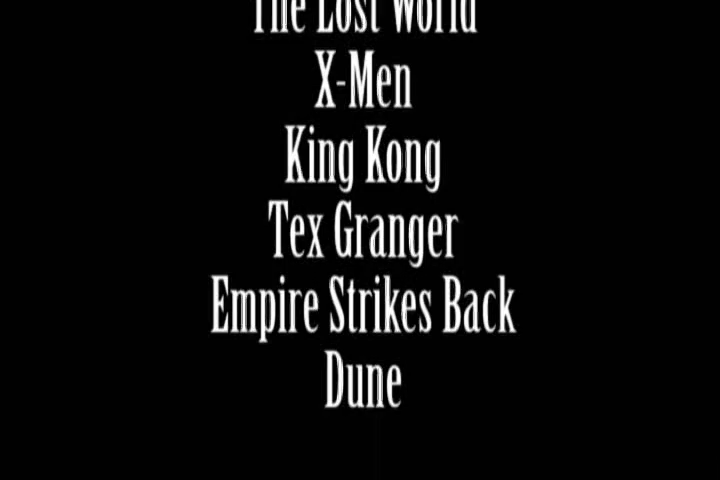 The Lost World
X-Men
King Kong
Tex Granger
Empire Strikes Back
Dune